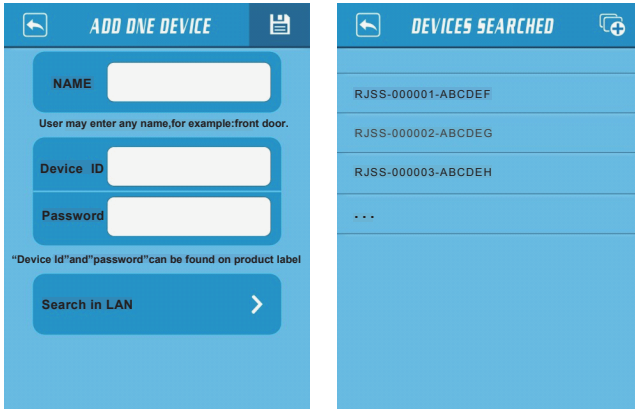 ADD DNE DEVICE
NAME
User may enter any name,for example:front door.
Device ID
Password
“Device Id”and”password”can be found on product label
Search in LAN
DEVICES SEARCHED
RJSS-000001-ABCDEF
RJSS-000002-ABCDEG
RJSS-000003-ABCDEH
...